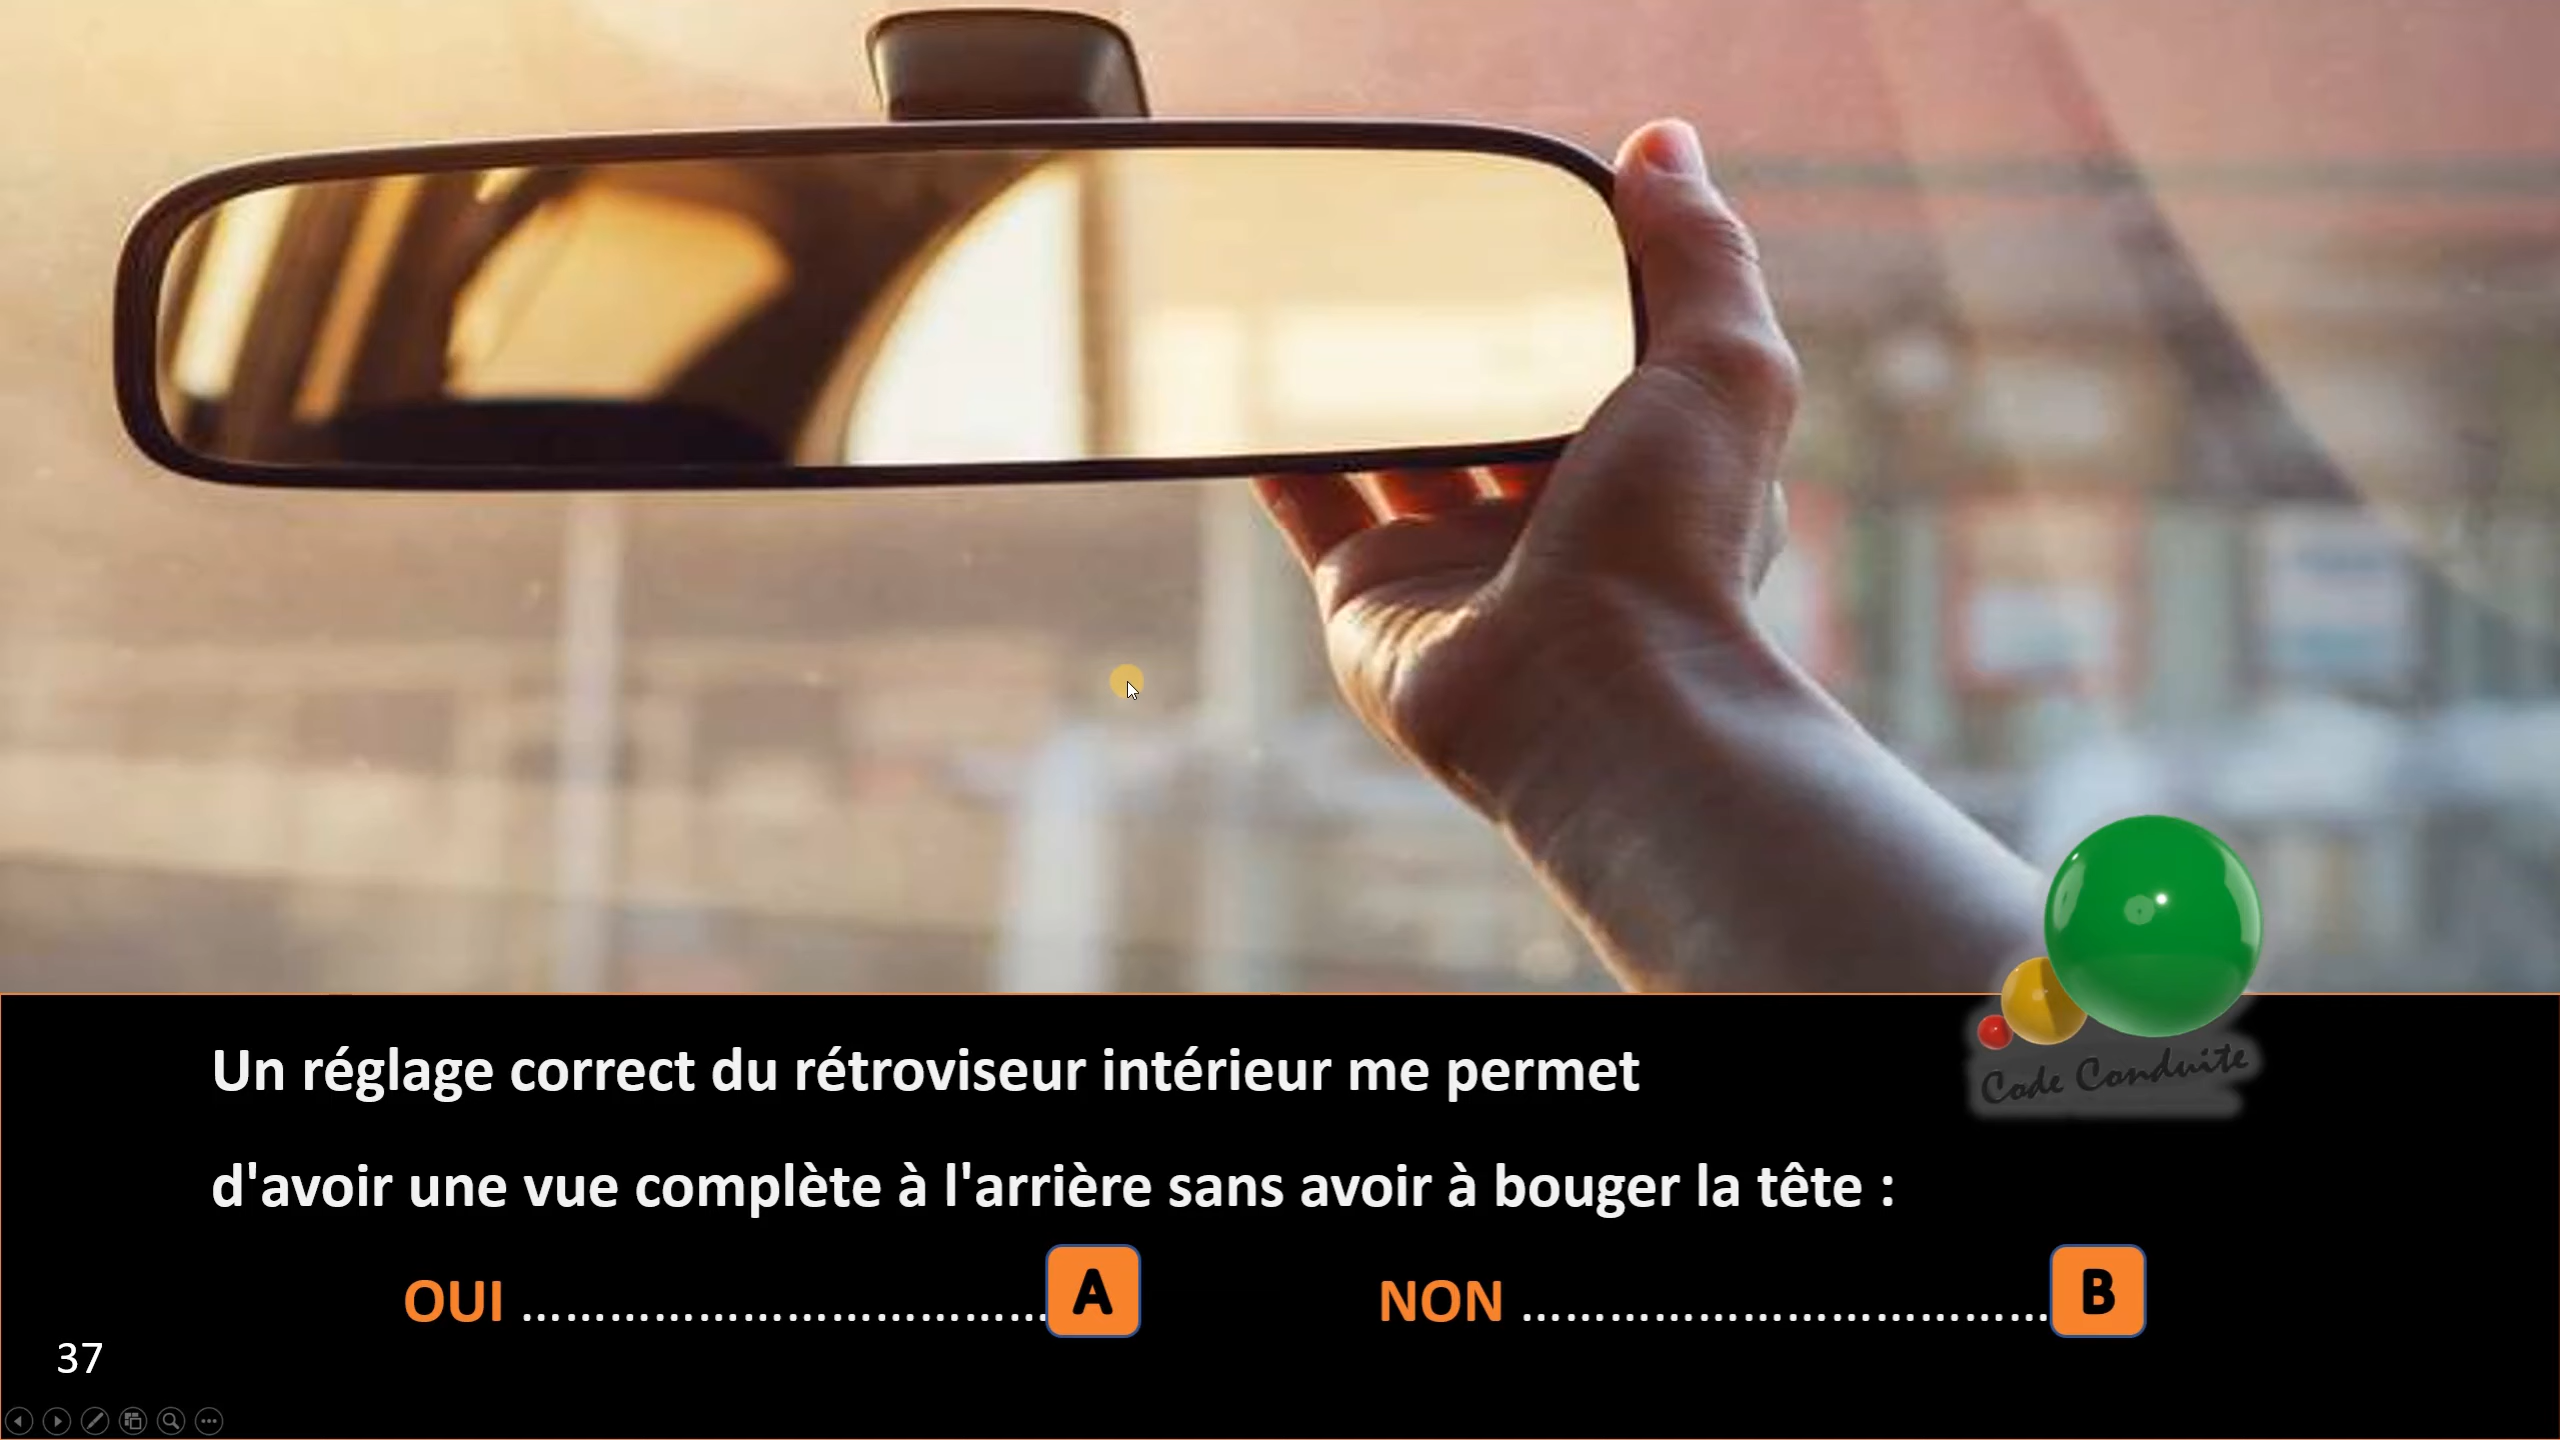 Un réglage correct du rétroviseur intérieur me permet
d'avoir une vue complète à l'arrière sans avoir à bouger la tête :
OUI .................................... A NON .................................... B
37
Code Conduite